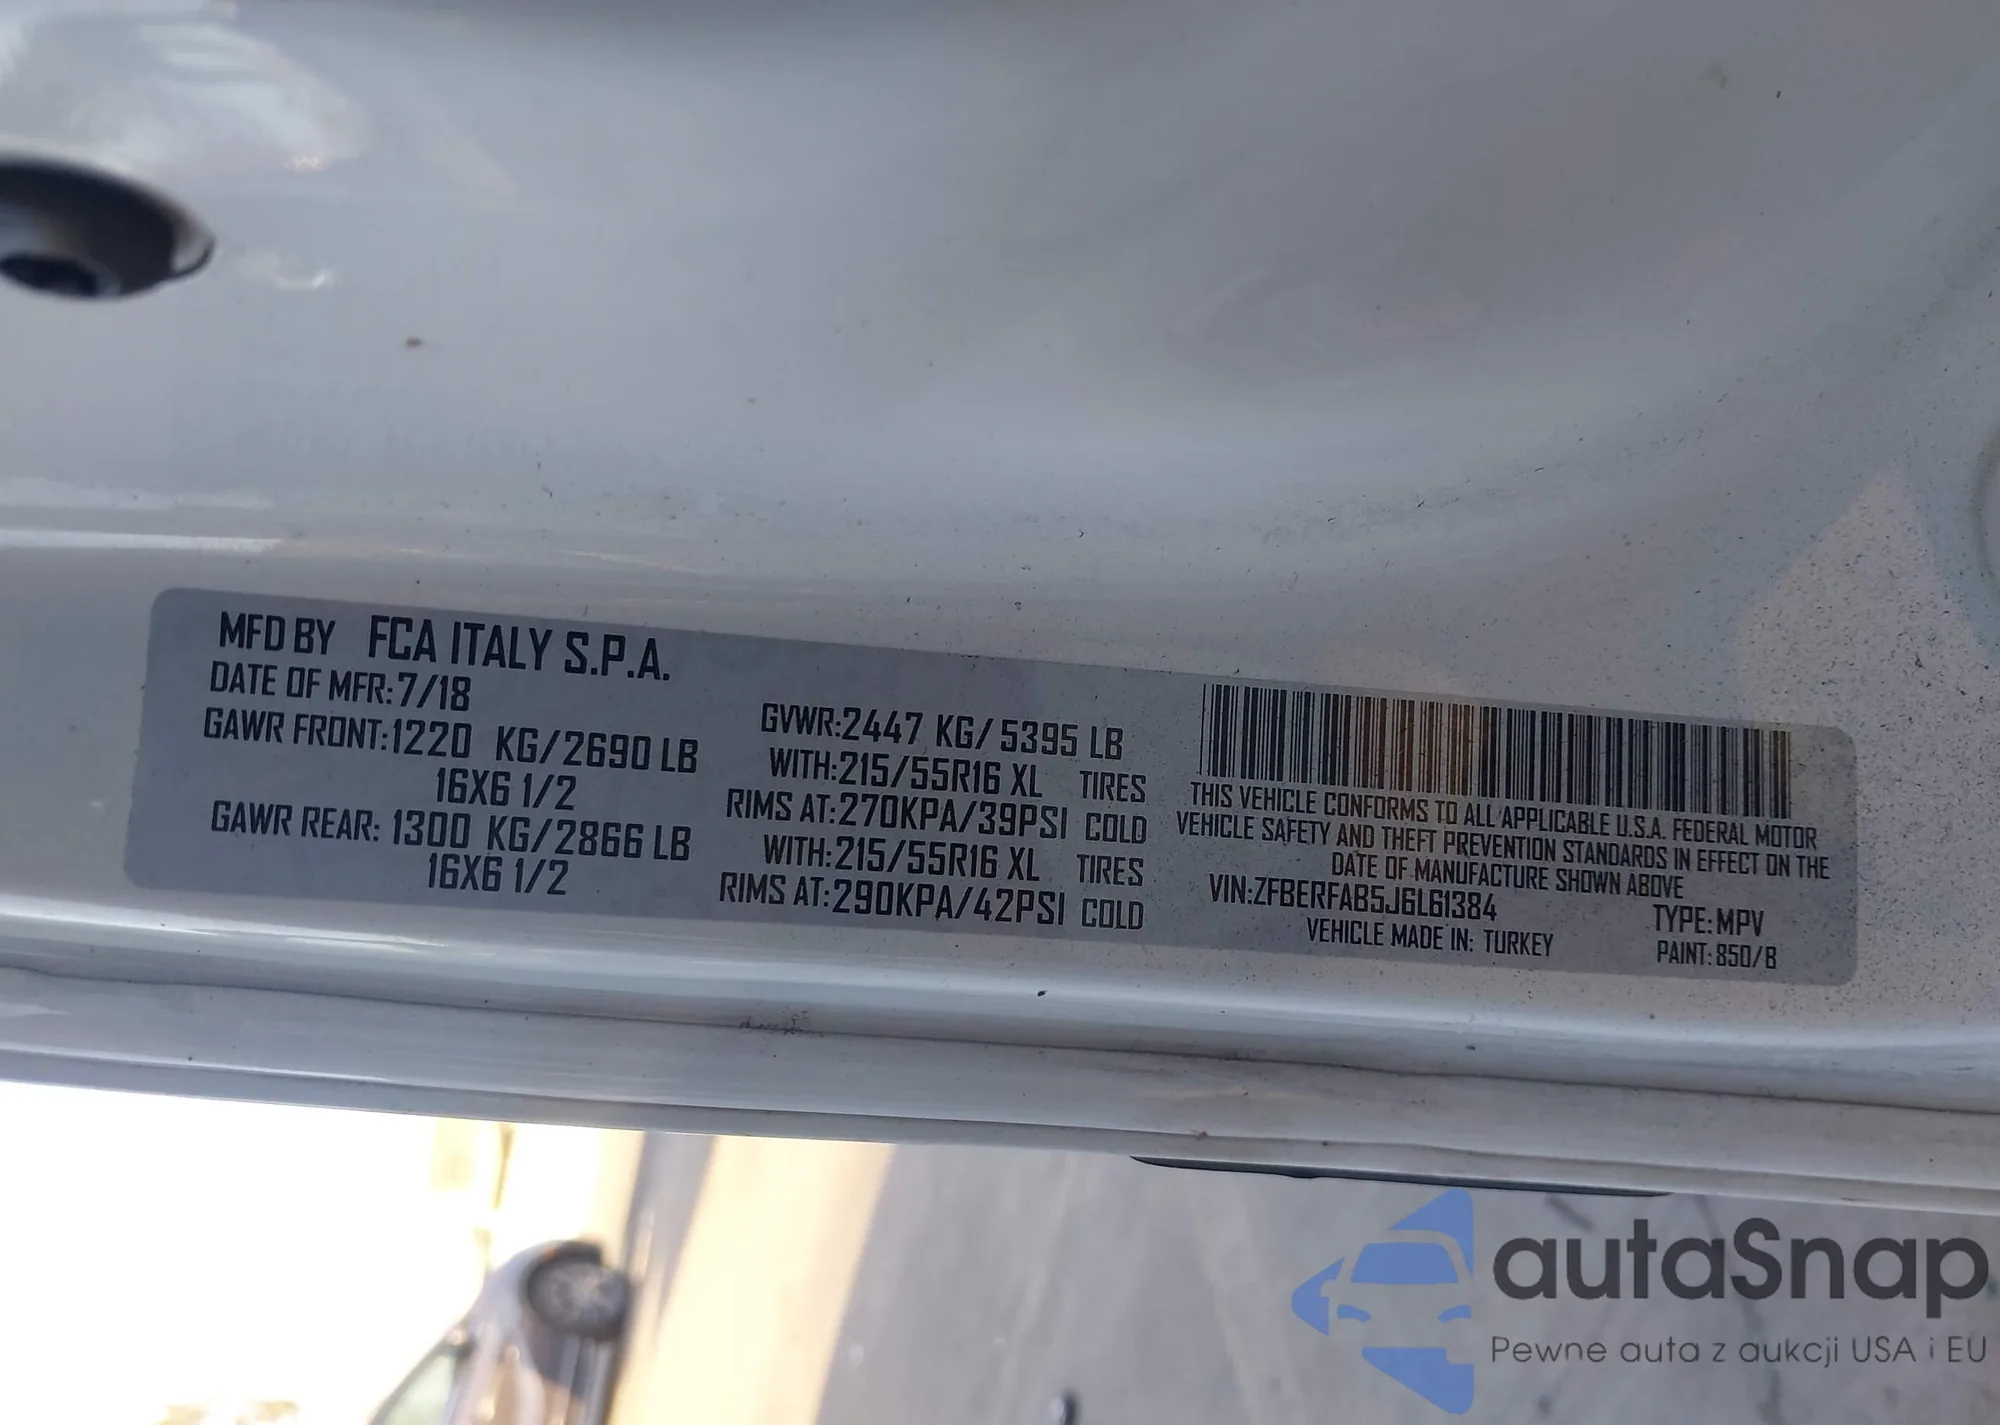 MFD BY FCA ITALY S.P.A.
DATE OF MFR:7/18
GAWR FRONT:1220 KG/2690 LB
16X6 1/2
GAWR REAR: 1300 KG/2866 LB
16X6 1/2
GVWR:2447 KG/ 5395 LB
WITH:215/55R16 XL TIRES
RIMS AT:270KPA/39PSI COLD
WITH:215/55R16 XL TIRES
RIMS AT:290KPA/42PSI COLD
THIS VEHICLE CONFORMS TO ALL APPLICABLE U.S.A. FEDERAL MOTOR
VEHICLE SAFETY AND THEFT PREVENTION STANDARDS IN EFFECT ON THE
DATE OF MANUFACTURE SHOWN ABOVE
VIN:ZFBERFAB5J6L61384 TYPE:MPV
VEHICLE MADE IN: TURKEY PAINT:850/B
autaSnap
Pewne auta z aukcji USA i EU